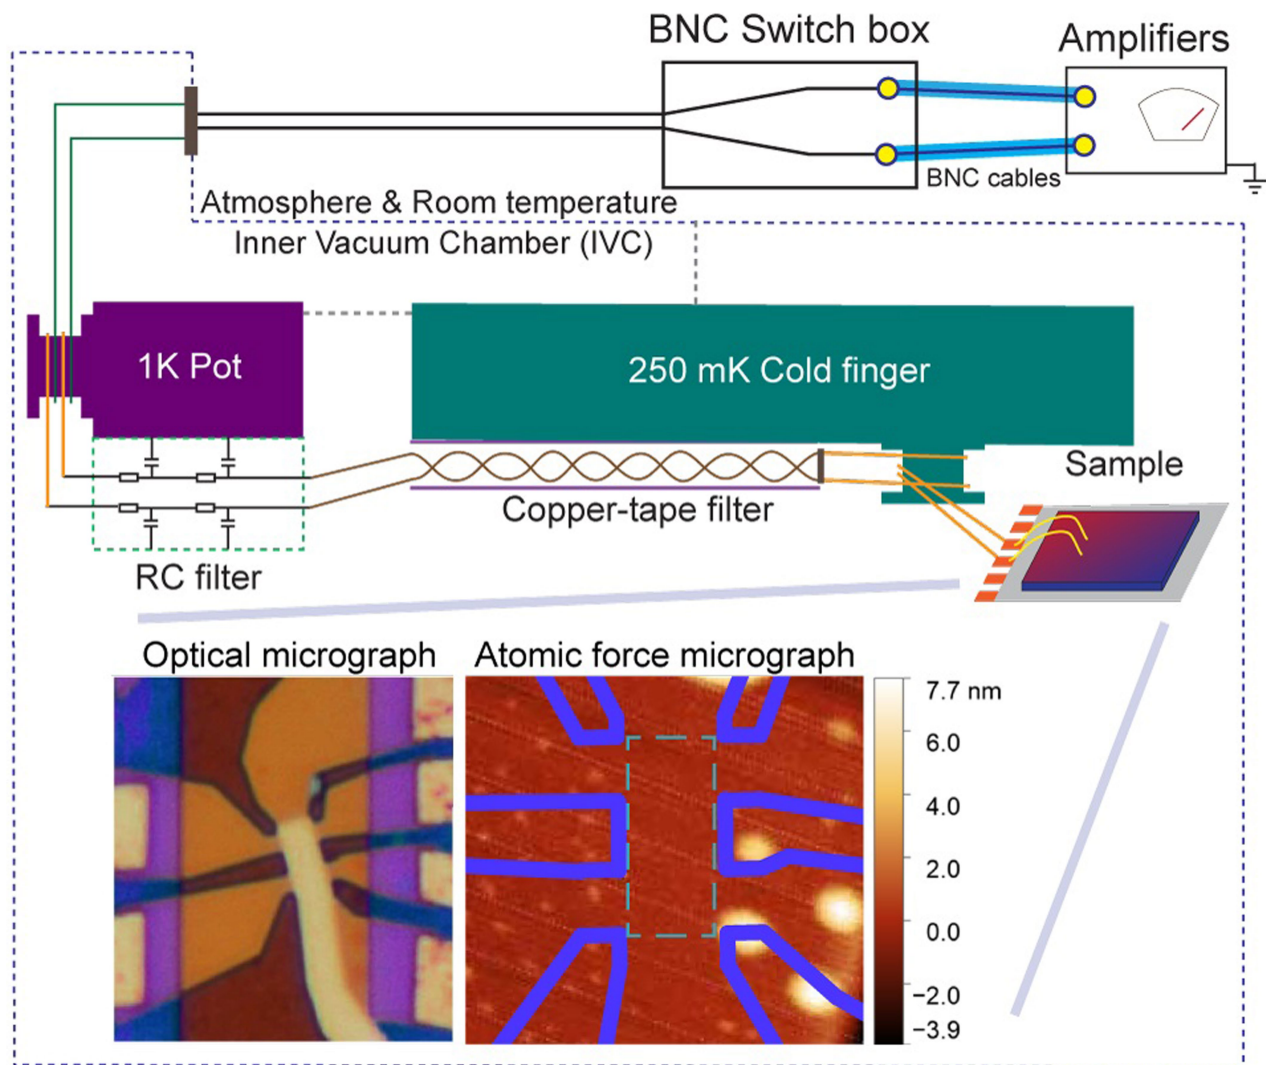 BNC Switch box
Amplifiers
BNC cables
Atmosphere & Room temperature
Inner Vacuum Chamber (IVC)
1K Pot
250 mK Cold finger
Sample
Copper-tape filter
RC filter
Optical micrograph
Atomic force micrograph
7.7 nm
6.0
4.0
2.0
0.0
−2.0
−3.9